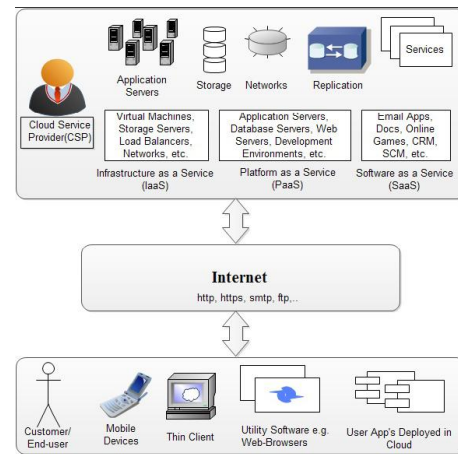 Application
Servers
Storage
Networks
Replication
Services
Cloud Service
Provider(CSP)
Virtual Machines,
Storage Servers,
Load Balancers,
Networks, etc.
Infrastructure as a Service
(IaaS)
Application Servers,
Database Servers, Web
Servers, Development
Environments, etc.
Platform as a Service
(PaaS)
Email Apps,
Docs, Online
Games, CRM,
SCM, etc.
Software as a Service
(SaaS)
Internet
http, https, smtp, ftp,..
Customer/
End-user
Mobile
Devices
Thin Client
Utility Software e.g.
Web-Browsers
User App's Deployed in
Cloud